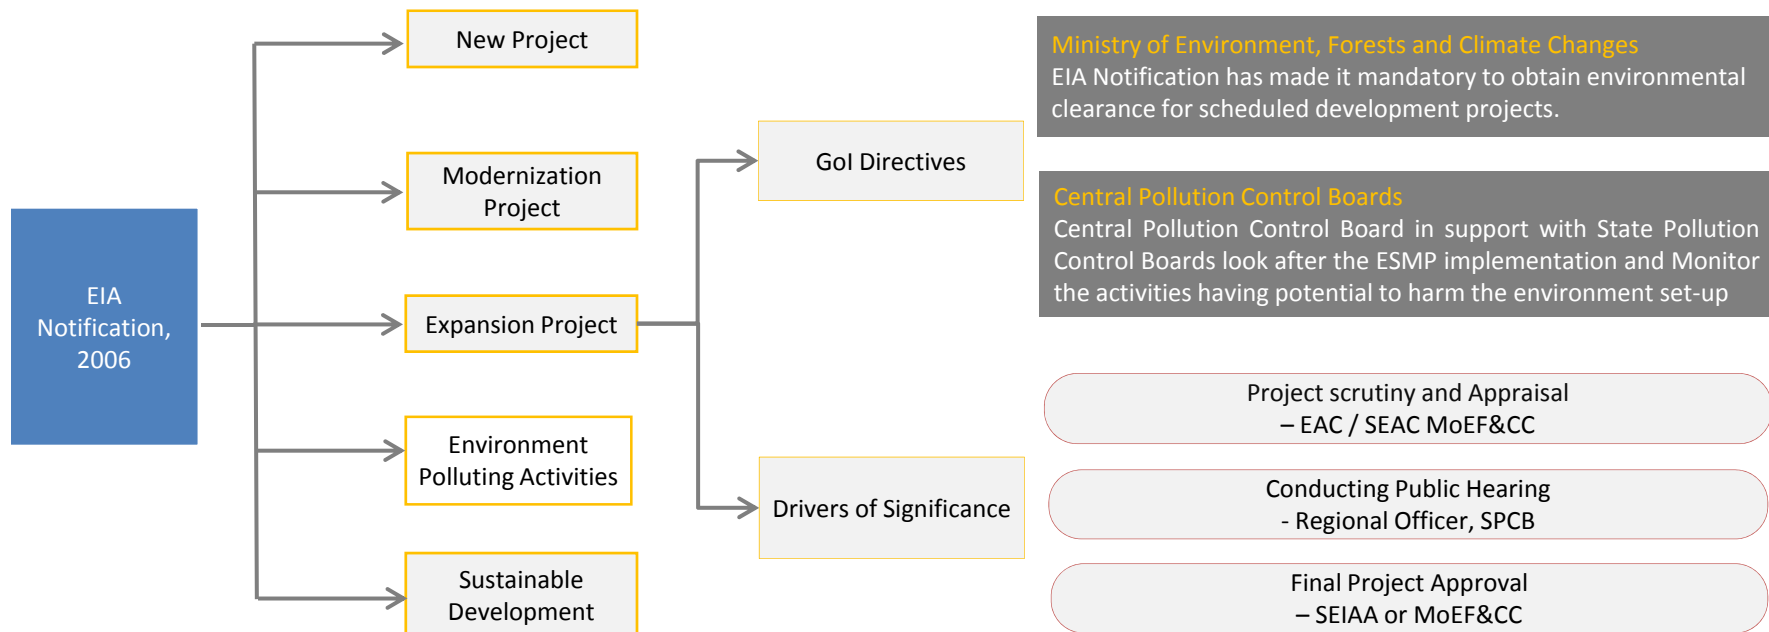 EIA
Notification,
2006
New Project
Modernization
Project
Expansion Project
Environment
Polluting Activities
Sustainable
Development
GoI Directives
Drivers of Significance
Ministry of Environment, Forests and Climate Changes
EIA Notification has made it mandatory to obtain environmental
clearance for scheduled development projects.
Central Pollution Control Boards
Central Pollution Control Board in support with State Pollution
Control Boards look after the ESMP implementation and Monitor
the activities having potential to harm the environment set-up
Project scrutiny and Appraisal
– EAC / SEAC MoEF&CC
Conducting Public Hearing
- Regional Officer, SPCB
Final Project Approval
– SEIAA or MoEF&CC